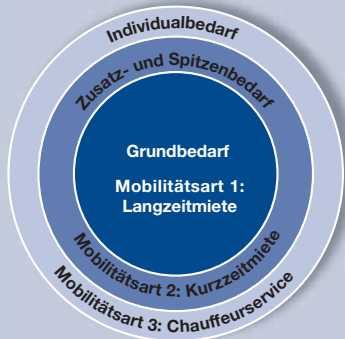 Individualbedarf
Zusatz- und Spitzenbedarf
Grundbedarf
Mobilitätsart 1:
Langzeitmiete
Mobilitätsart 2: Kurzzeitmiete
Mobilitätsart 3: Chauffeurservice